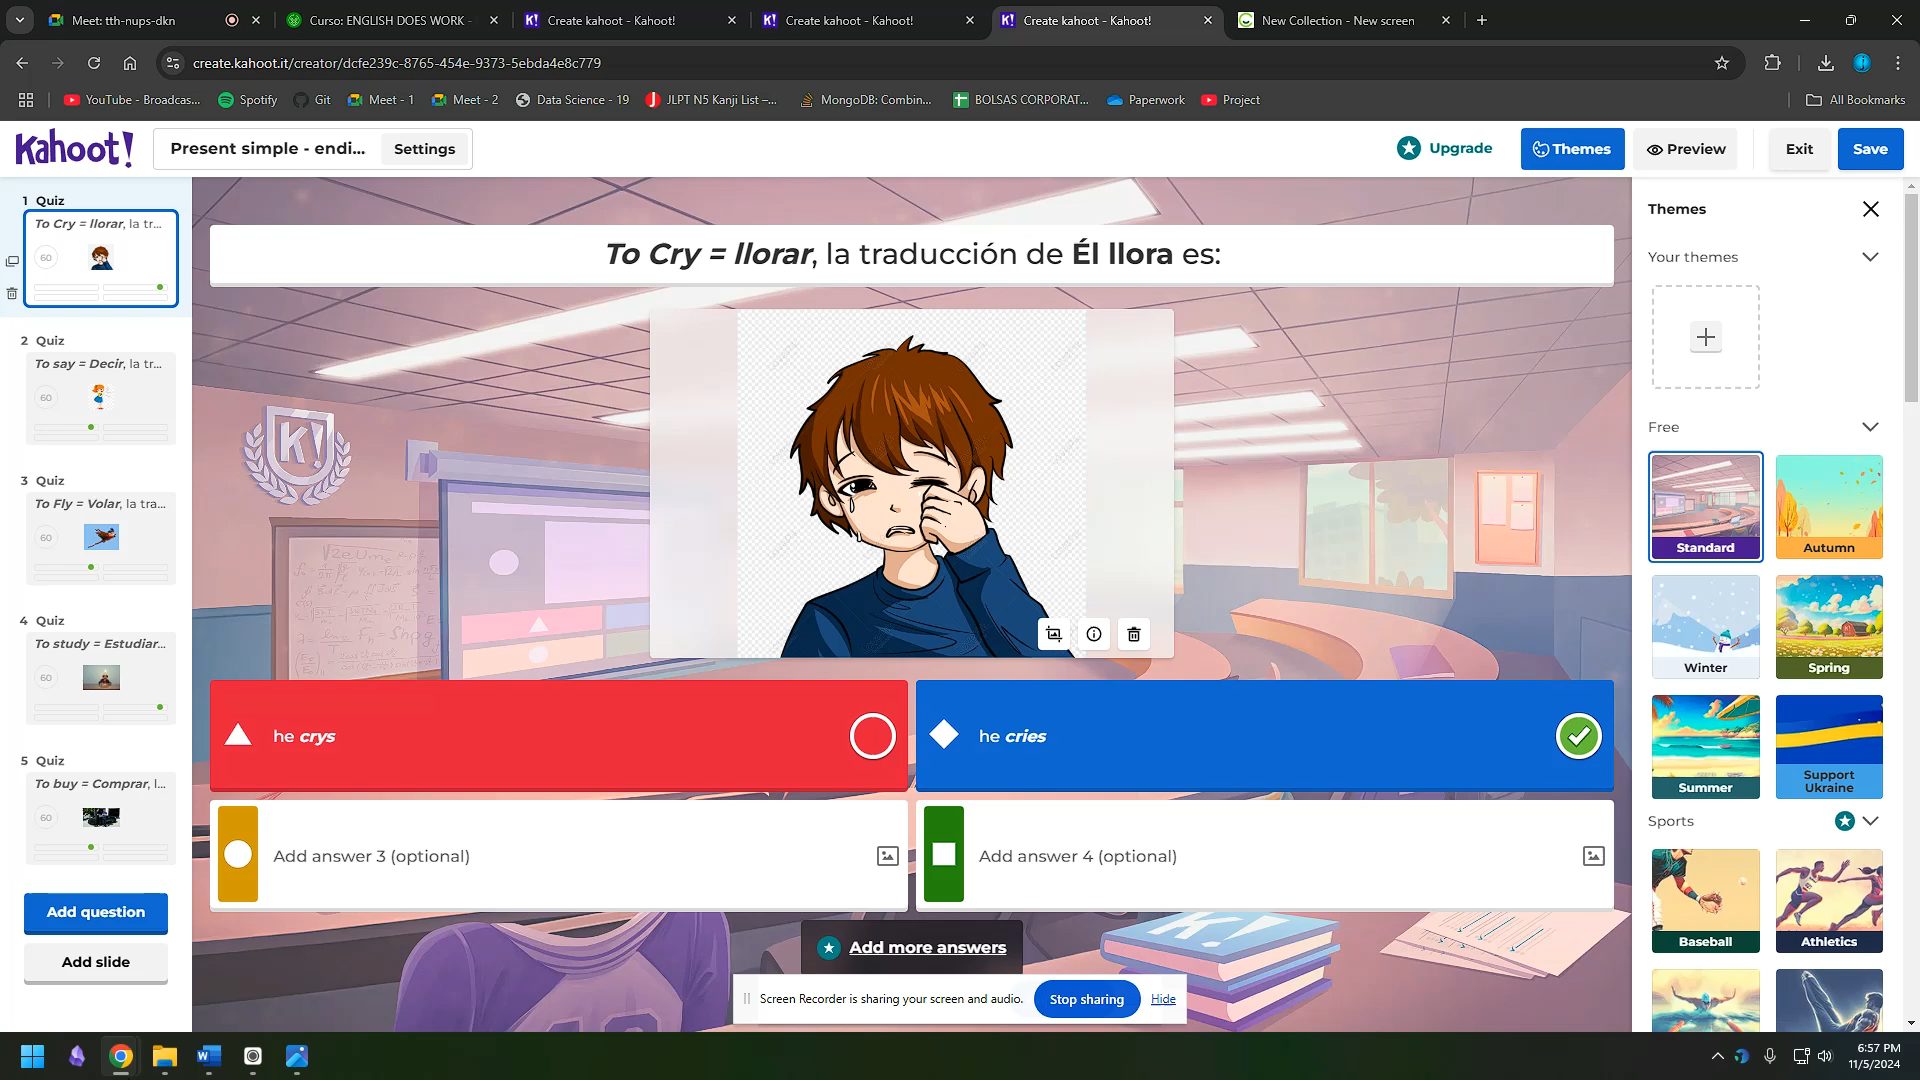 Meet: tth-nups-dkn
Curso: ENGLISH DOES WORK -
Create kahoot - Kahoot!
Create kahoot - Kahoot!
Create kahoot - Kahoot!
New Collection - New screen
create.kahoot.it/creator/dcfe239c-8765-454e-9373-5ebda4e8c779
YouTube - Broadcas...
Spotify
Git
Meet - 1
Meet - 2
Data Science - 19
JLPT N5 Kanji List –...
MongoDB: Combin...
BOLSAS CORPORAT...
Paperwork
Project
All Bookmarks
Kahoot!
Present simple - endi...
Settings
Upgrade
Themes
Preview
Exit
Save
1 Quiz
To Cry = llorar, la tr...
60
2 Quiz
To say = Decir, la tr...
60
3 Quiz
To Fly = Volar, la tra...
60
4 Quiz
To study = Estudiar...
60
5 Quiz
To buy = Comprar, l...
60
Add question
Add slide
To Cry = llorar, la traducción de Él llora es:
K!
he crys
he cries
Add answer 3 (optional)
Add answer 4 (optional)
Add more answers
K!
Screen Recorder is sharing your screen and audio.
Stop sharing
Hide
Themes
Your themes
Free
Standard
Autumn
Winter
Spring
Summer
Support
Ukraine
Sports
Baseball
Athletics
6:57 PM
11/5/2024